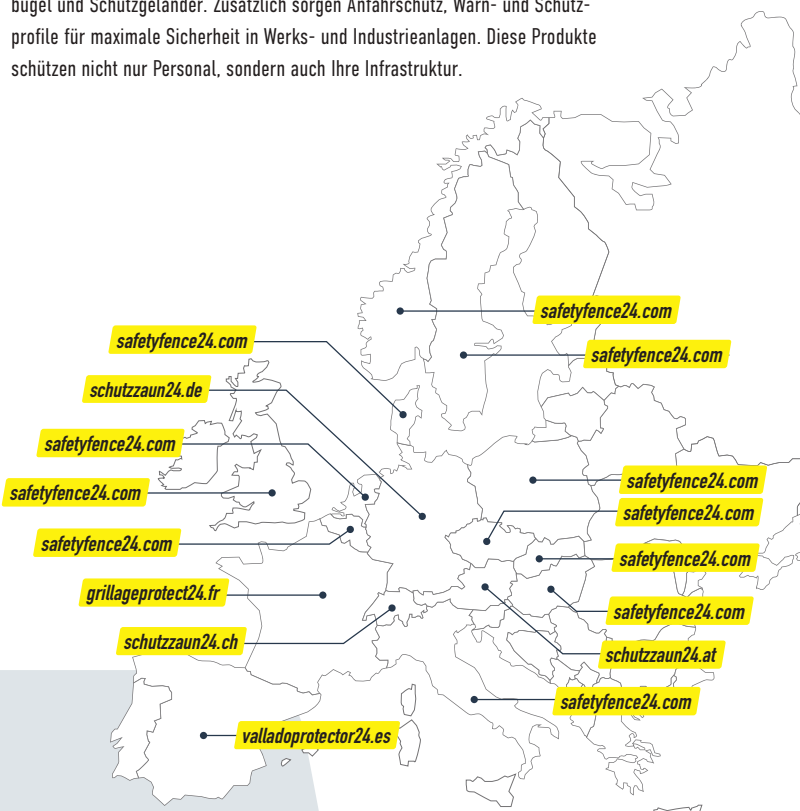 bügel und Schutzgeländer. Zusätzlich sorgen Anfahrschutz, Warn- und Schutz-
profile für maximale Sicherheit in Werks- und Industrieanlagen. Diese Produkte
schützen nicht nur Personal, sondern auch Ihre Infrastruktur.
safetyfence24.com
safetyfence24.com
safetyfence24.com
schutzzaun24.de
safetyfence24.com
safetyfence24.com
safetyfence24.com
safetyfence24.com
safetyfence24.com
safetyfence24.com
grillageprotect24.fr
safetyfence24.com
schutzzaun24.ch
schutzzaun24.at
safetyfence24.com
valladoprotector24.es